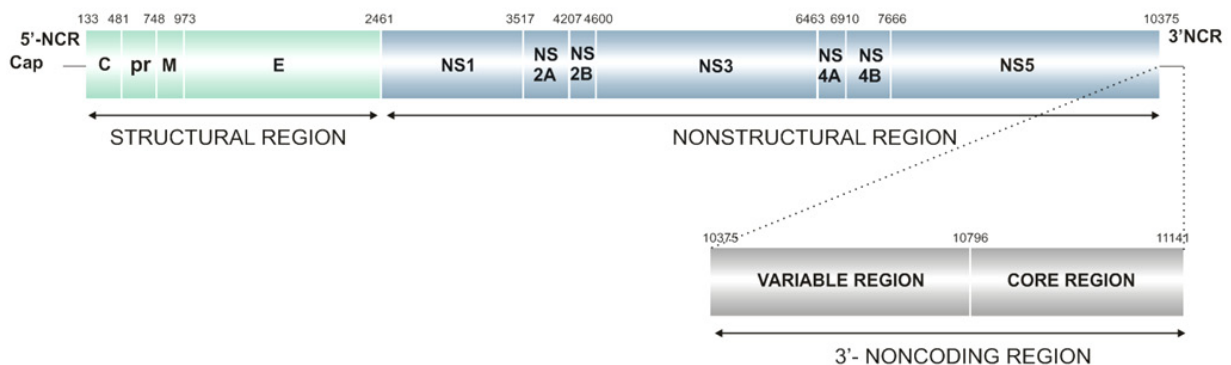 133 481 748 973 2461 3517 4207 4600 6463 6910 7666 10375
5'-NCR 3'NCR
Cap C pr M E NS1 NS 2A NS 2B NS3 NS 4A NS 4B NS5
STRUCTURAL REGION NONSTRUCTURAL REGION
10375 10796 11141
VARIABLE REGION CORE REGION
3'- NONCODING REGION